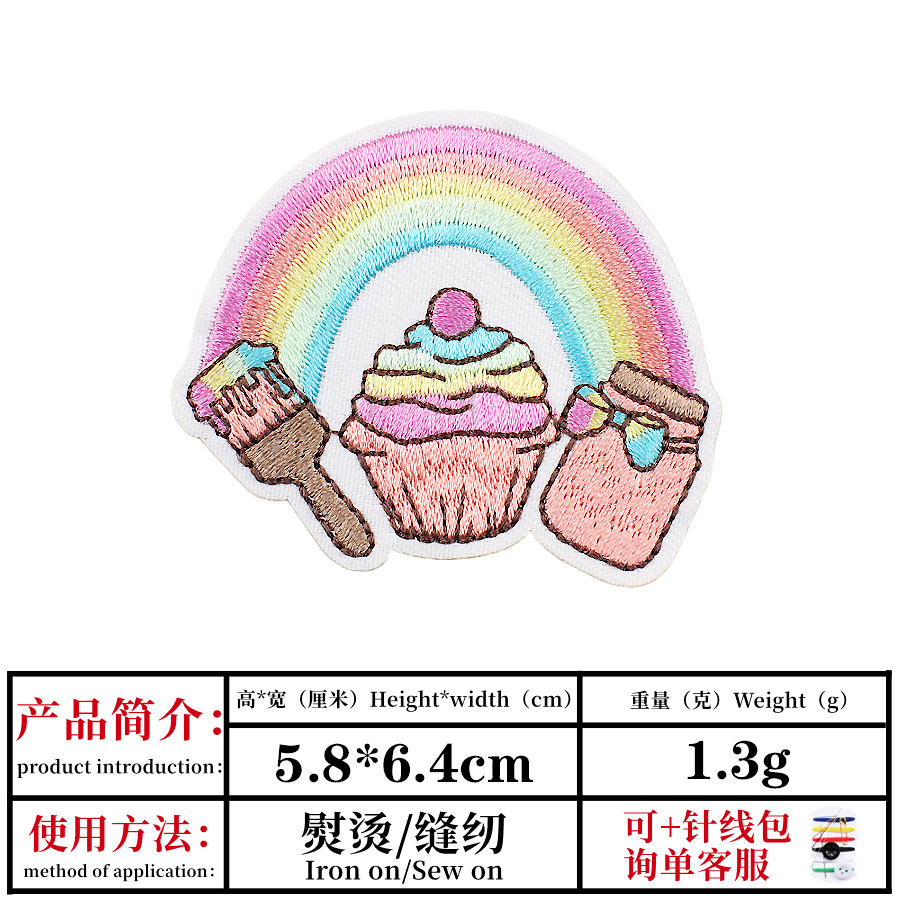 产品简介：
product introduction：
高*宽（厘米）Height*width（cm）
重量（克）Weight（g）
5.8*6.4cm
1.3g
使用方法：
method of application：
熨烫/缝纫
Iron on/Sew on
可+针线包
询单客服